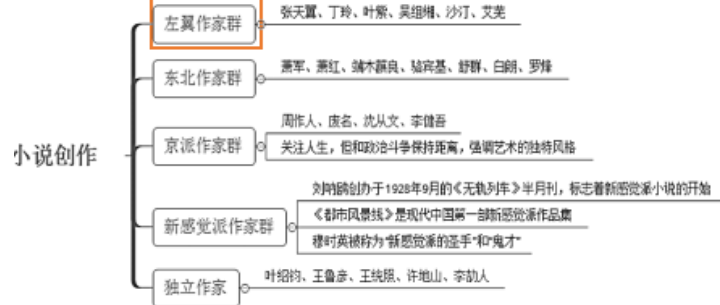 小说创作
左翼作家群
张天翼、丁玲、叶紫、吴组缃、沙汀、艾芜
东北作家群
萧军、萧红、端木蕻良、骆宾基、舒群、白朗、罗烽
京派作家群
周作人、废名、沈从文、李健吾
关注人生，但和政治斗争保持距离，强调艺术的独特风格
新感觉派作家群
刘呐鸥创办于1928年9月的《无轨列车》半月刊，标志着新感觉派小说的开始
《都市风景线》是现代中国第一部新感觉派作品集
穆时英被称为"新感觉派的圣手"和"鬼才"
独立作家
叶绍钧、王鲁彦、王统照、许地山、李劼人